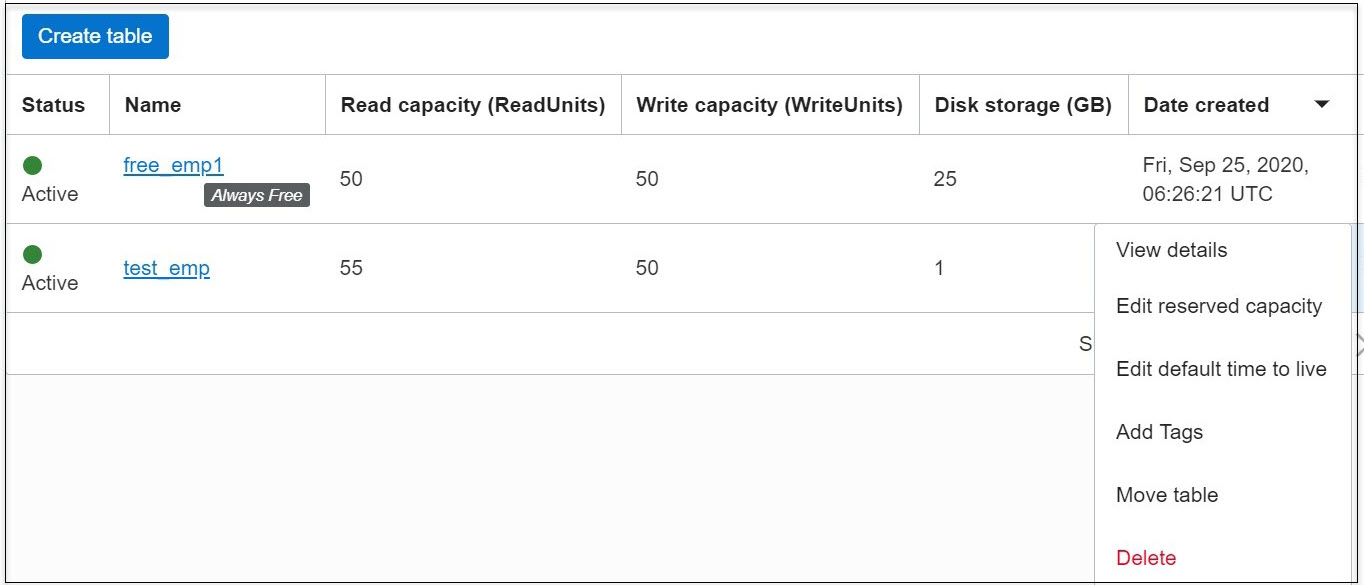 Create table
Status Name Read capacity (ReadUnits) Write capacity (WriteUnits) Disk storage (GB) Date created
free_emp1 Fri, Sep 25, 2020,
Active Always Free 50 50 25 06:26:21 UTC
Active test_emp 55 50 1
View details
Edit reserved capacity
S
Edit default time to live
Add Tags
Move table
Delete